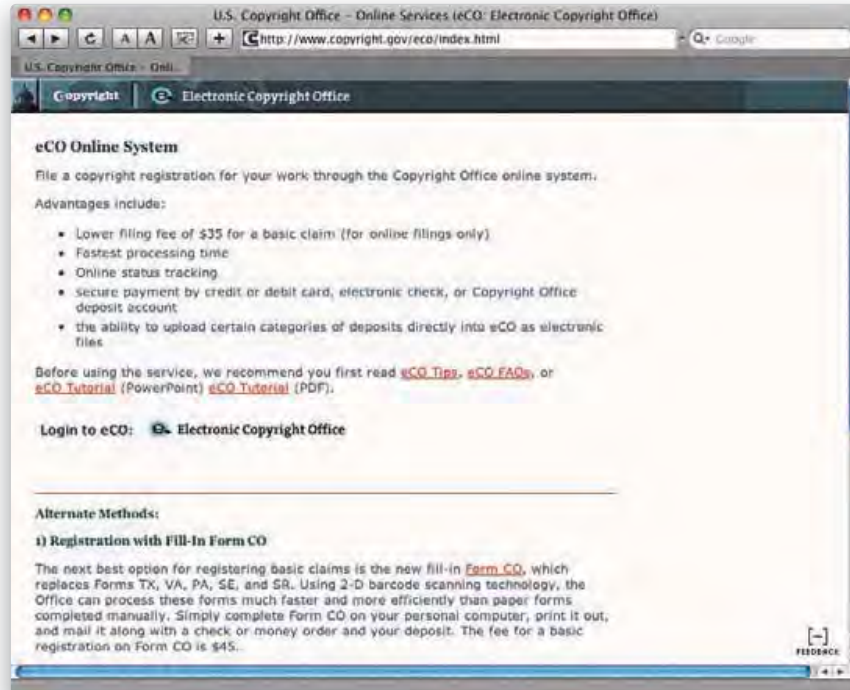 U.S. Copyright Office – Online Services (eCO: Electronic Copyright Office)
A A + http://www.copyright.gov/eco/index.html Google
U.S. Copyright Office – Onli...
Copyright Electronic Copyright Office
eCO Online System
File a copyright registration for your work through the Copyright Office online system.
Advantages include:
• Lower filing fee of $35 for a basic claim (for online filings only)
• Fastest processing time
• Online status tracking
• secure payment by credit or debit card, electronic check, or Copyright Office
deposit account
• the ability to upload certain categories of deposits directly into eCO as electronic
files
Before using the service, we recommend you first read eCO Tips, eCO FAQs, or
eCO Tutorial (PowerPoint) eCO Tutorial (PDF).
Login to eCO: Electronic Copyright Office
Alternate Methods:
1) Registration with Fill-In Form CO
The next best option for registering basic claims is the new fill-in Form CO, which
replaces Forms TX, VA, PA, SE, and SR. Using 2-D barcode scanning technology, the
Office can process these forms much faster and more efficiently than paper forms
completed manually. Simply complete Form CO on your personal computer, print it out,
and mail it along with a check or money order and your deposit. The fee for a basic
registration on Form CO is $45.
[–]
FEEDBACK